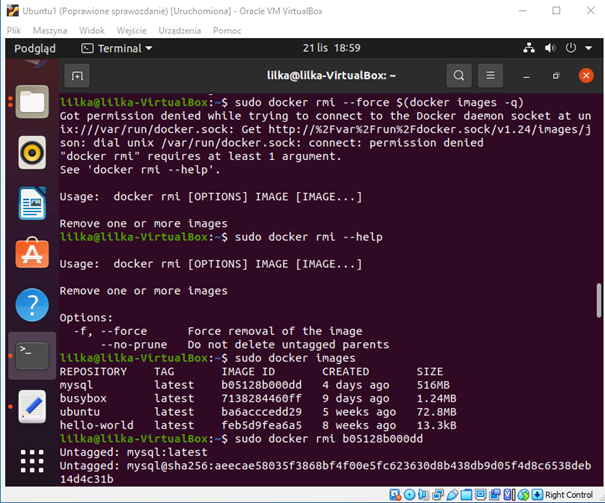 Ubuntu1 (Poprawione sprawozdanie) [Uruchomiona] - Oracle VM VirtualBox
Plik Maszyna Widok Wejście Urządzenia Pomoc
Podgląd Terminal 21 lis 18:59
lilka@lilka-VirtualBox: ~
lilka@lilka-VirtualBox:~$ sudo docker rmi --force $(docker images -q)
Got permission denied while trying to connect to the Docker daemon socket at un
ix:///var/run/docker.sock: Get http://%2Fvar%2Frun%2Fdocker.sock/v1.24/images/j
son: dial unix /var/run/docker.sock: connect: permission denied
"docker rmi" requires at least 1 argument.
See 'docker rmi --help'.
Usage:  docker rmi [OPTIONS] IMAGE [IMAGE...]
Remove one or more images
lilka@lilka-VirtualBox:~$ sudo docker rmi --help
Usage:  docker rmi [OPTIONS] IMAGE [IMAGE...]
Remove one or more images
Options:
  -f, --force      Force removal of the image
      --no-prune   Do not delete untagged parents
lilka@lilka-VirtualBox:~$ sudo docker images
REPOSITORY    TAG       IMAGE ID       CREATED       SIZE
mysql         latest    b05128b000dd   4 days ago    516MB
busybox       latest    7138284460ff   9 days ago    1.24MB
ubuntu        latest    ba6acccedd29   5 weeks ago   72.8MB
hello-world   latest    feb5d9fea6a5   8 weeks ago   13.3kB
lilka@lilka-VirtualBox:~$ sudo docker rmi b05128b000dd
Untagged: mysql:latest
Untagged: mysql@sha256:aeecae58035f3868bf4f00e5fc623630d8b438db9d05f4d8c6538deb
14d4c31b
Right Control